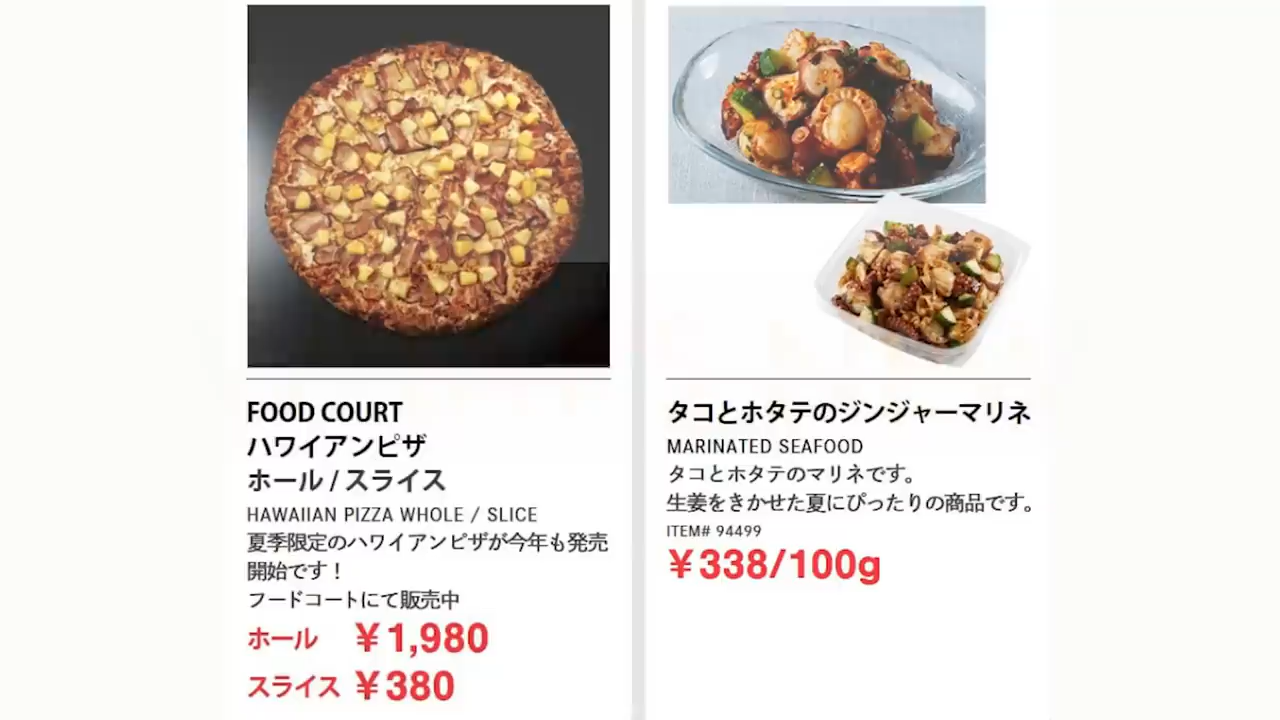 FOOD COURT
ハワイアンピザ
ホール / スライス
HAWAIIAN PIZZA WHOLE / SLICE
夏季限定のハワイアンピザが今年も発売
開始です！
フードコートにて販売中
ホール ￥1,980
スライス ￥380
タコとホタテのジンジャーマリネ
MARINATED SEAFOOD
タコとホタテのマリネです。
生姜をきかせた夏にぴったりの商品です。
ITEM# 94499
￥338/100g